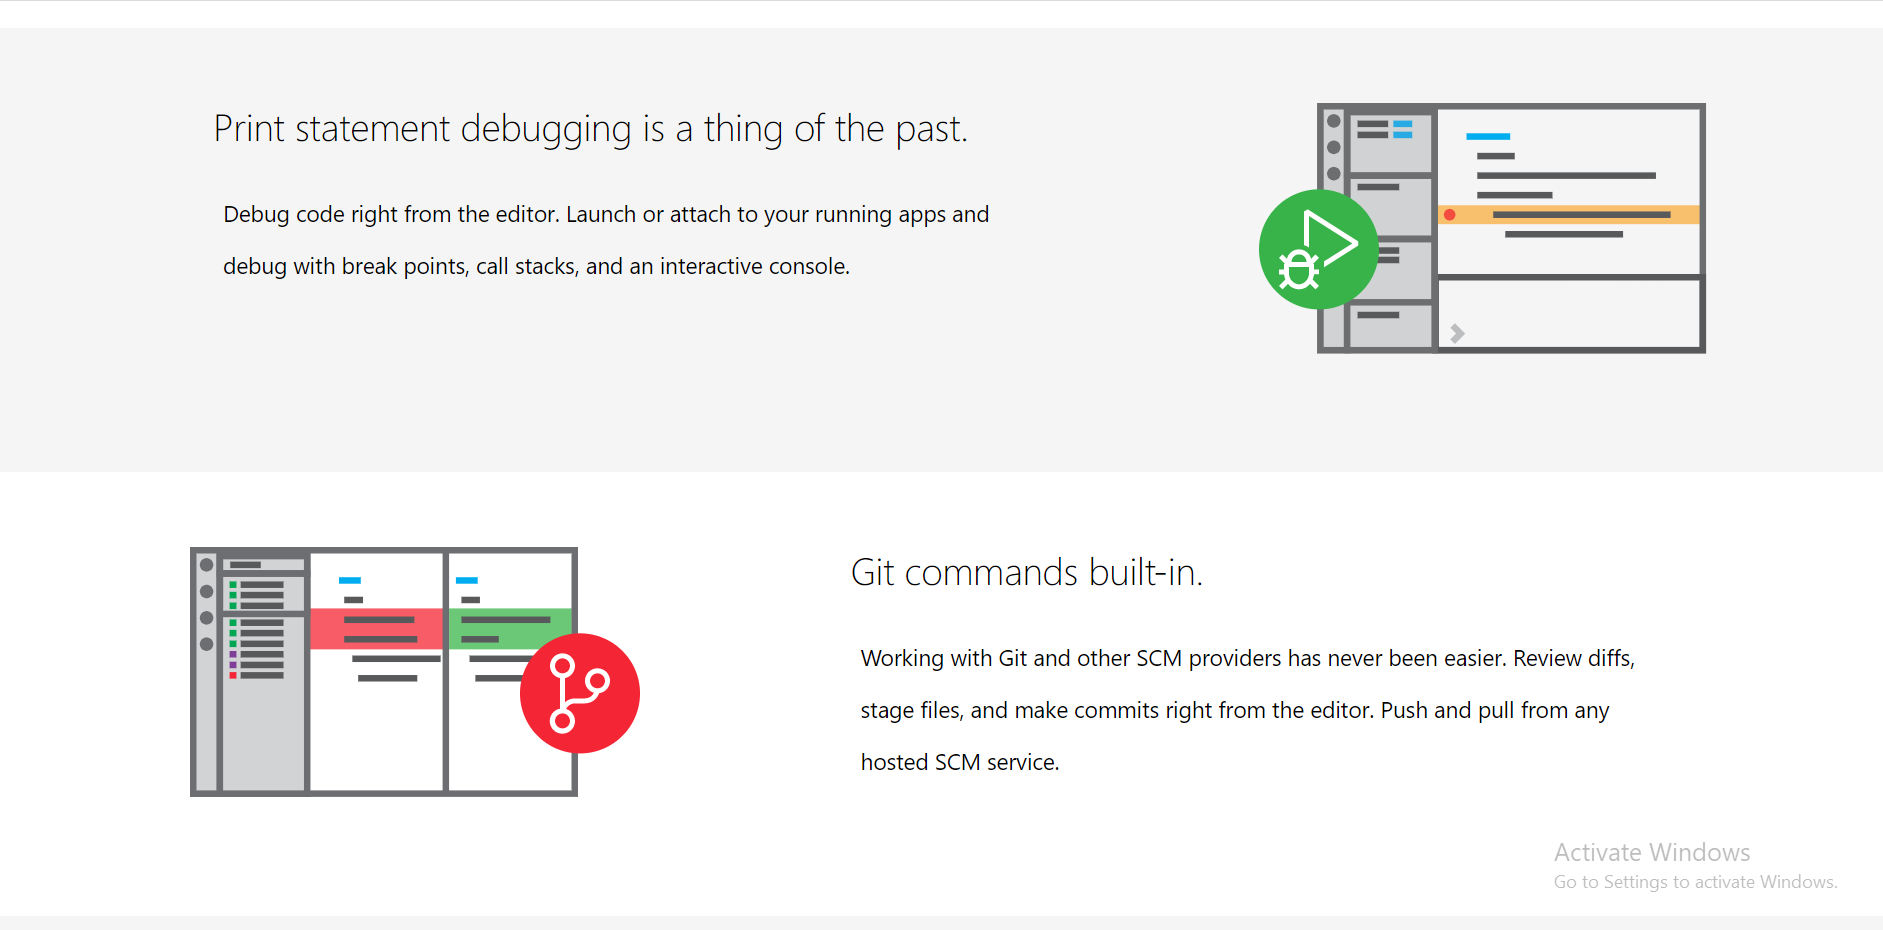 Print statement debugging is a thing of the past.
Debug code right from the editor. Launch or attach to your running apps and
debug with break points, call stacks, and an interactive console.
Git commands built-in.
Working with Git and other SCM providers has never been easier. Review diffs,
stage files, and make commits right from the editor. Push and pull from any
hosted SCM service.
Activate Windows
Go to Settings to activate Windows.